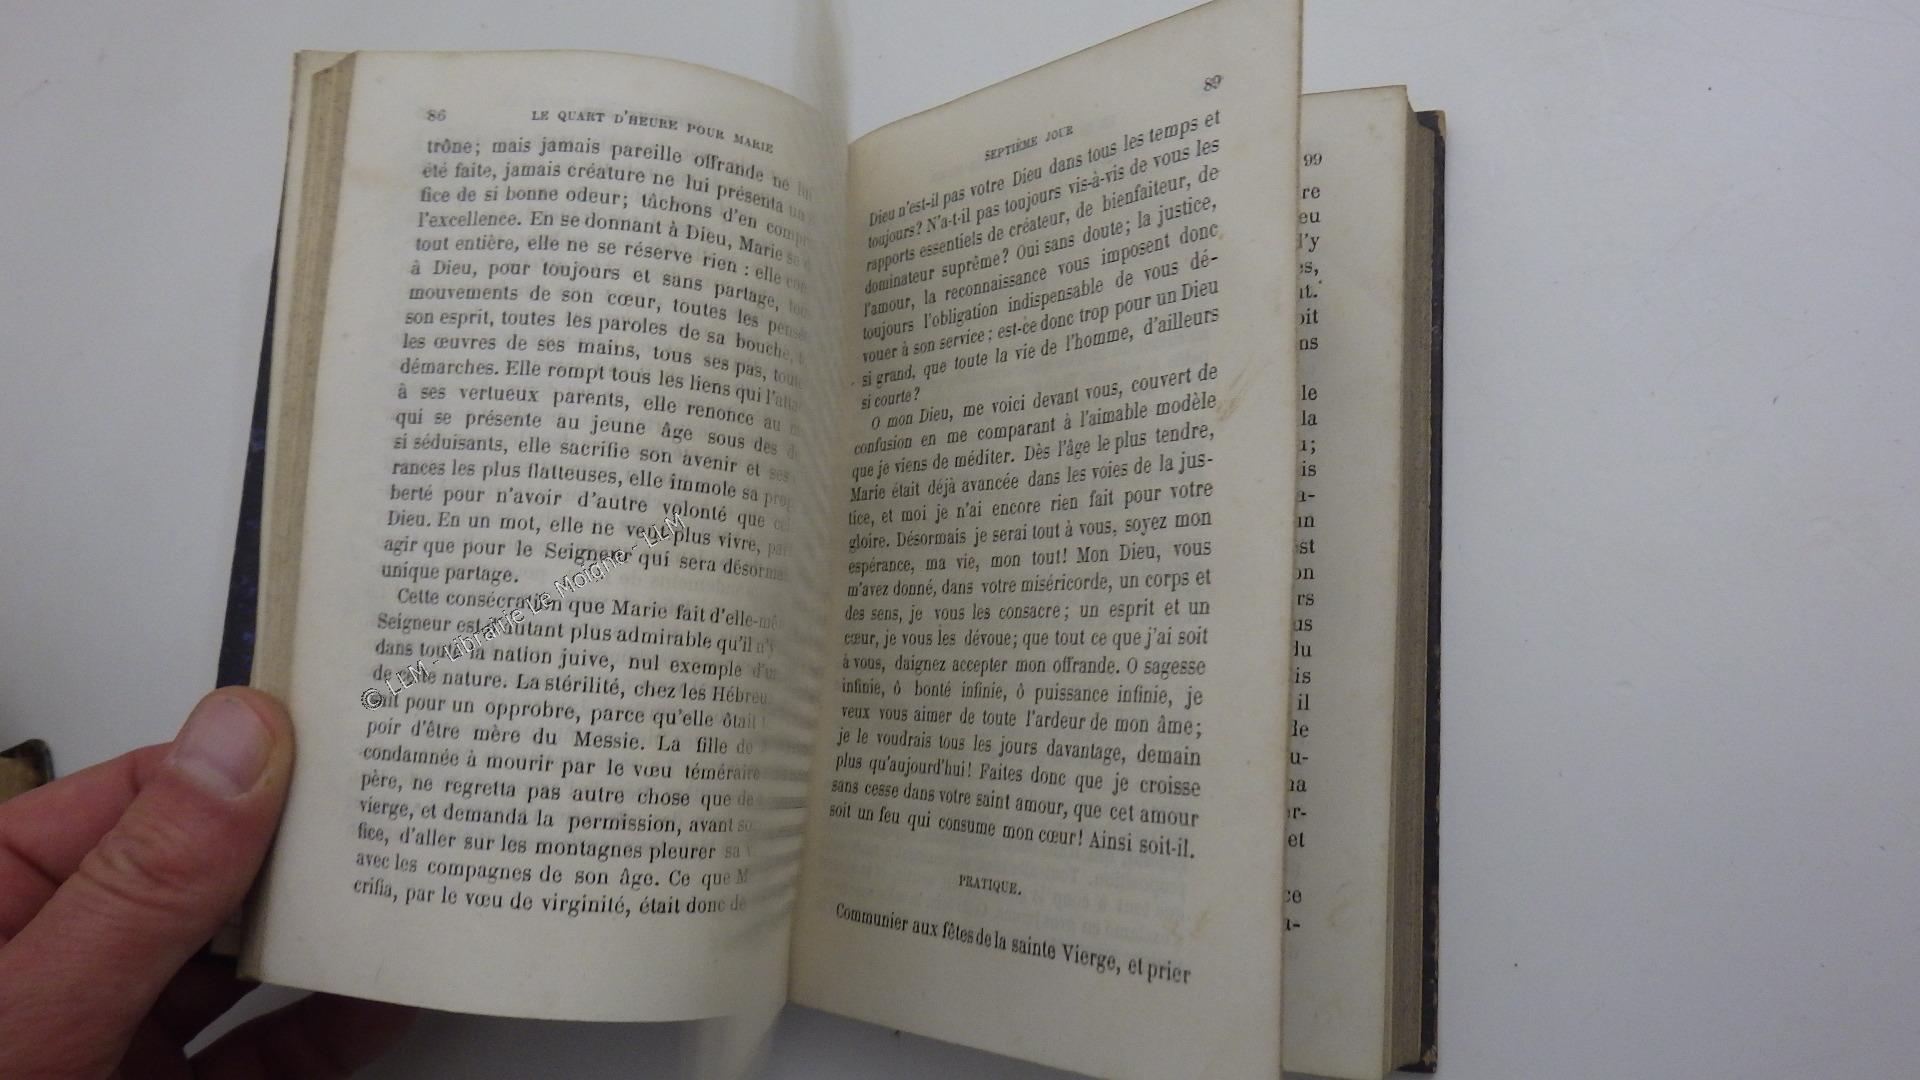 86 LE QUART D'HEURE POUR MARIE
trône; mais jamais pareille offrande ne lui
été faite, jamais créature ne lui présenta un
fice de si bonne odeur; tâchons d'en
l'excellence. En se donnant à Dieu, Marie se
tout entière, elle ne se réserve rien : elle
à Dieu, pour toujours et sans partage,
mouvements de son cœur, toutes les
son esprit, toutes les paroles de sa bouche,
les œuvres de ses mains, tous ses pas,
démarches. Elle rompt tous les liens qui
à ses vertueux parents, elle renonce au
qui se présente au jeune âge sous des
si séduisants, elle sacrifie son avenir et ses
rances les plus flatteuses, elle immole sa
berté pour n'avoir d'autre volonté que
Dieu. En un mot, elle ne veut plus vivre,
agir que pour le Seigneur qui sera
unique partage.
Cette consécration que Marie fait
Seigneur est d'autant plus admirable qu'il
dans toute la nation juive, nul exemple
de cette nature. La stérilité, chez les
pour un opprobre, parce qu'elle ôtait
poir d'être mère du Messie. La fille de
condamnée à mourir par le vœu téméraire
père, ne regretta pas autre chose que de
vierge, et demanda la permission, avant
fice, d'aller sur les montagnes pleurer sa
avec les compagnes de son âge. Ce que
crifia, par le vœu de virginité, était donc de
© LLM - Librairie Le Moigne - LLM
SEPTIÈME JOUR 89
Dieu n'est-il pas votre Dieu dans tous les temps et
toujours? N'a-t-il pas toujours vis-à-vis de vous les
rapports essentiels de créateur, de bienfaiteur, de
dominateur suprême? Oui sans doute; la justice,
l'amour, la reconnaissance vous imposent donc
toujours l'obligation indispensable de vous dé-
vouer à son service; est-ce donc trop pour un Dieu
si grand, que toute la vie de l'homme, d'ailleurs
si courte?
O mon Dieu, me voici devant vous, couvert de
confusion en me comparant à l'aimable modèle
que je viens de méditer. Dès l'âge le plus tendre,
Marie était déjà avancée dans les voies de la jus-
tice, et moi je n'ai encore rien fait pour votre
gloire. Désormais je serai tout à vous, soyez mon
espérance, ma vie, mon tout! Mon Dieu, vous
m'avez donné, dans votre miséricorde, un corps et
des sens, je vous les consacre; un esprit et un
cœur, je vous les dévoue; que tout ce que j'ai soit
à vous, daignez accepter mon offrande. O sagesse
infinie, ô bonté infinie, ô puissance infinie, je
veux vous aimer de toute l'ardeur de mon âme;
je le voudrais tous les jours davantage, demain
plus qu'aujourd'hui! Faites donc que je croisse
sans cesse dans votre saint amour, que cet amour
soit un feu qui consume mon cœur! Ainsi soit-il.
PRATIQUE.
Communier aux fêtes de la sainte Vierge, et prier
99